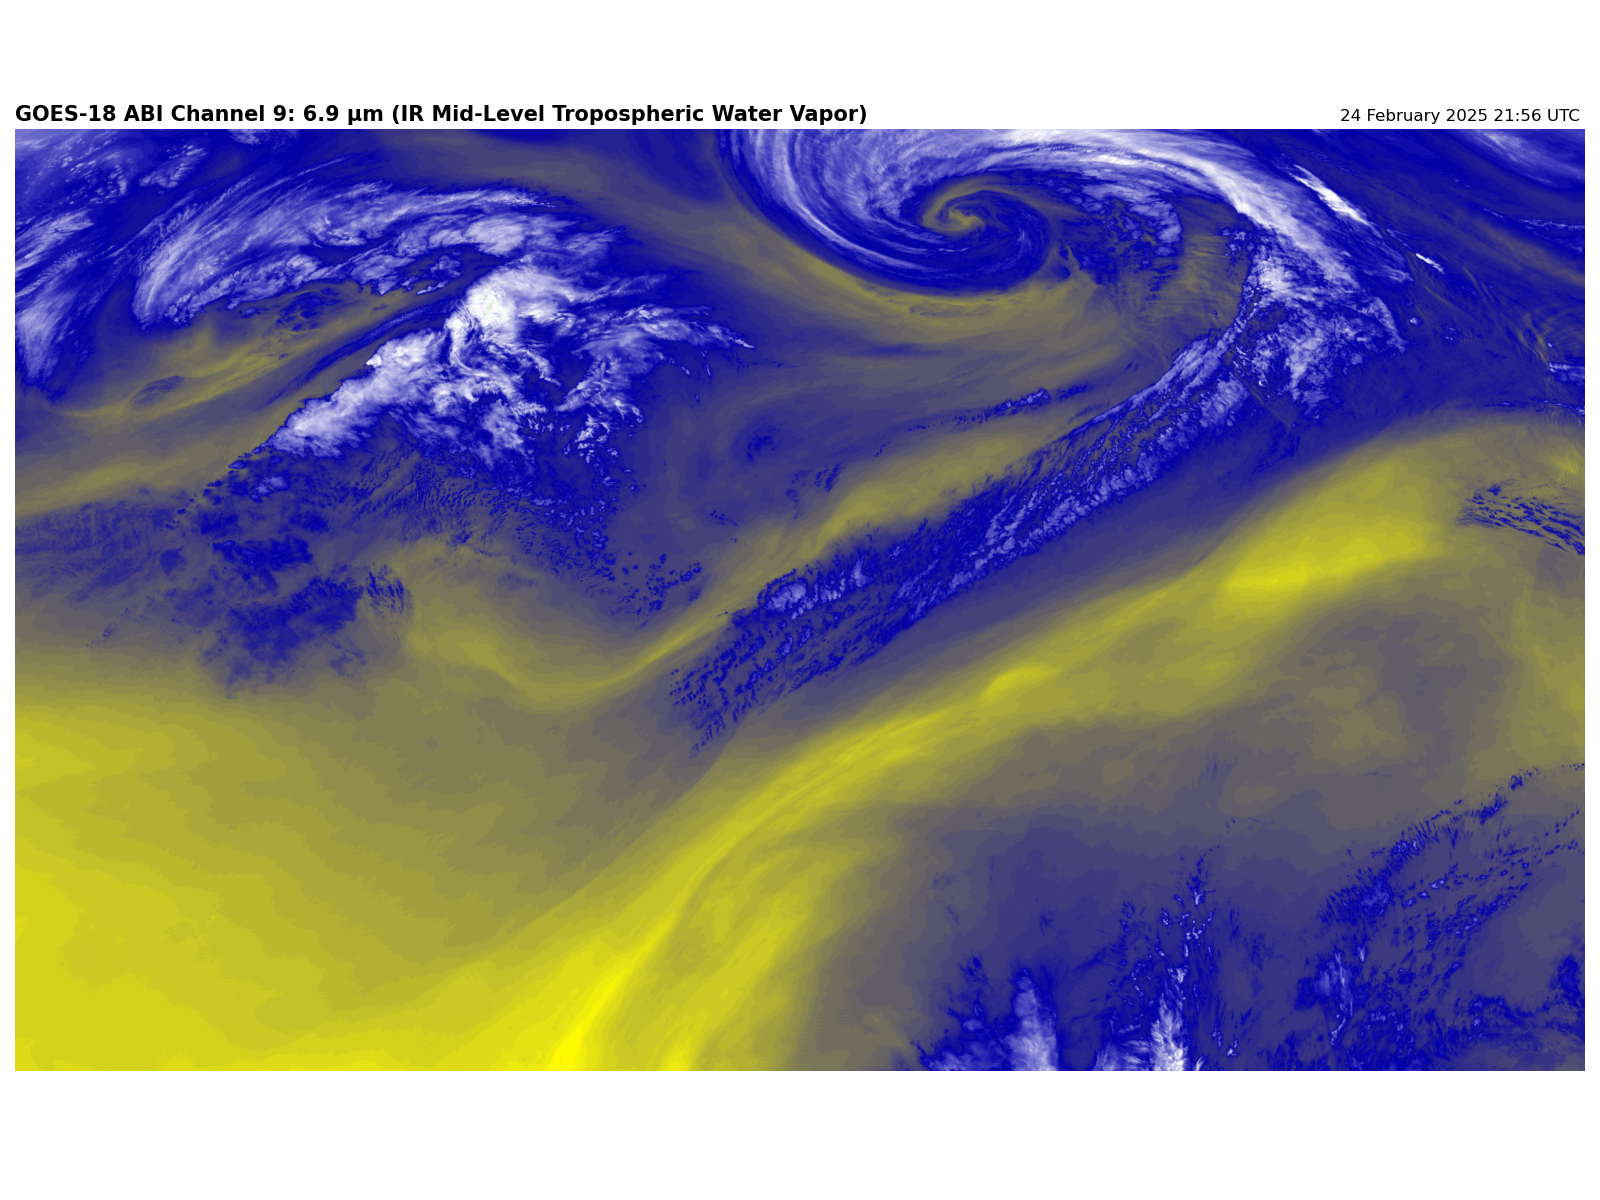 GOES-18 ABI Channel 9: 6.9 µm (IR Mid-Level Tropospheric Water Vapor)
24 February 2025 21:56 UTC